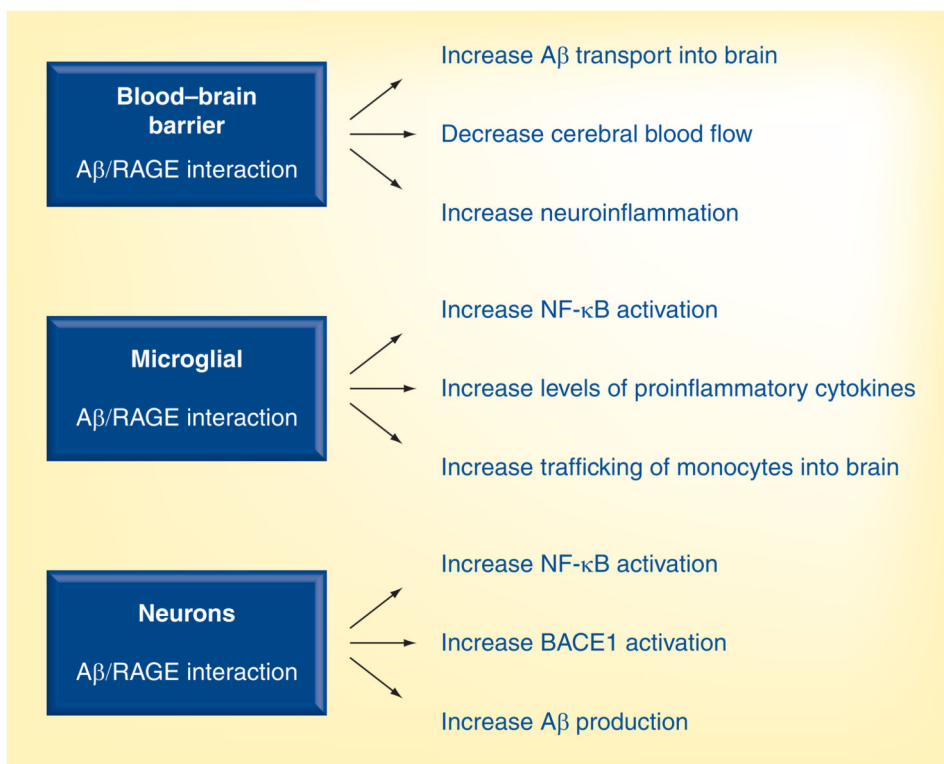 Blood–brain
barrier
Aβ/RAGE interaction
Increase Aβ transport into brain
Decrease cerebral blood flow
Increase neuroinflammation
Microglial
Aβ/RAGE interaction
Increase NF-κB activation
Increase levels of proinflammatory cytokines
Increase trafficking of monocytes into brain
Neurons
Aβ/RAGE interaction
Increase NF-κB activation
Increase BACE1 activation
Increase Aβ production